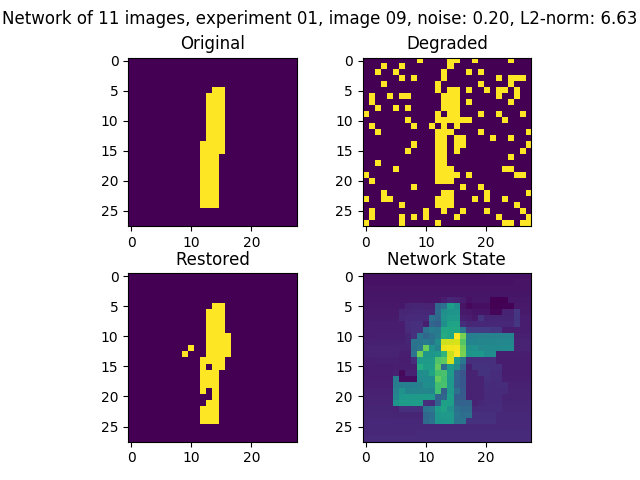 Network of 11 images, experiment 01, image 09, noise: 0.20, L2-norm: 6.63
Original Degraded
0 0
5 5
10 10
15 15
20 20
25 25
0 10 20 0 10 20
Restored Network State
0 0
5 5
10 10
15 15
20 20
25 25
0 10 20 0 10 20